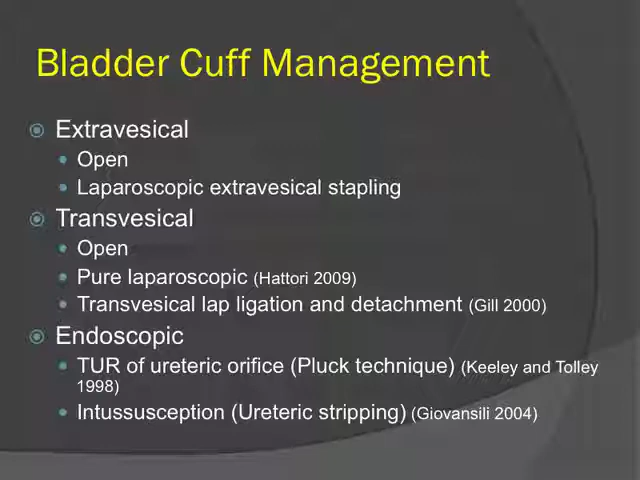 Bladder Cuff Management
Extravesical
Open
Laparoscopic extravesical stapling
Transvesical
Open
Pure laparoscopic (Hattori 2009)
Transvesical lap ligation and detachment (Gill 2000)
Endoscopic
TUR of ureteric orifice (Pluck technique) (Keeley and Tolley
1998)
Intussusception (Ureteric stripping) (Giovansili 2004)